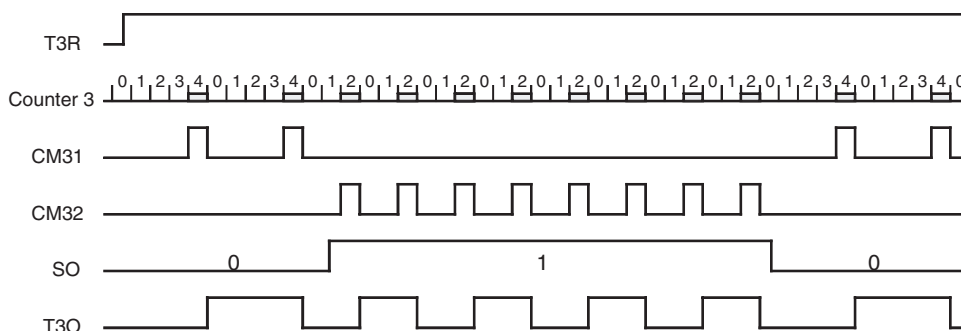 T3R
Counter 3 0 1 2 3 4 0 1 2 3 4 0 1 2 0 1 2 0 1 2 0 1 2 0 1 2 0 1 2 0 1 2 0 1 2 0 1 2 3 4 0 1 2 3 4 0
CM31
CM32
SO 0 1 0
T3O